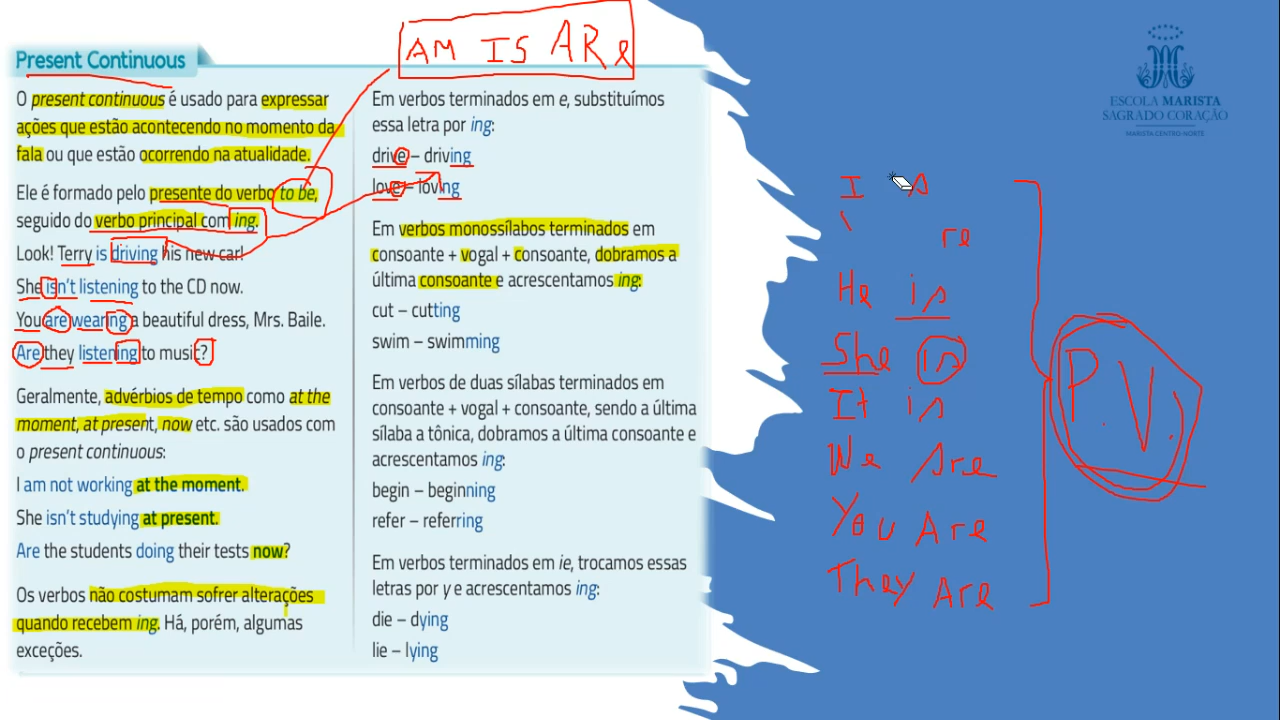 AM IS ARe
Present Continuous
O present continuous é usado para expressar
ações que estão acontecendo no momento da
fala ou que estão ocorrendo na atualidade.
Ele é formado pelo presente do verbo to be,
seguido do verbo principal com ing.
Look! Terry is driving his new car!
She isn't listening to the CD now.
You are wearing a beautiful dress, Mrs. Baile.
Are they listening to music?
Geralmente, advérbios de tempo como at the
moment, at present, now etc. são usados com
o present continuous:
I am not working at the moment.
She isn't studying at present.
Are the students doing their tests now?
Os verbos não costumam sofrer alterações
quando recebem ing. Há, porém, algumas
exceções.
Em verbos terminados em e, substituímos
essa letra por ing:
drive – driving
love – loving
Em verbos monossílabos terminados em
consoante + vogal + consoante, dobramos a
última consoante e acrescentamos ing:
cut – cutting
swim – swimming
Em verbos de duas sílabas terminados em
consoante + vogal + consoante, sendo a última
sílaba a tônica, dobramos a última consoante e
acrescentamos ing:
begin – beginning
refer – referring
Em verbos terminados em ie, trocamos essas
letras por y e acrescentamos ing:
die – dying
lie – lying
ESCOLA MARISTA
SAGRADO CORAÇÃO
MARISTA CENTRO-NORTE
I
re
He is
She is
It is
We Are
You Are
They Are
P.V.